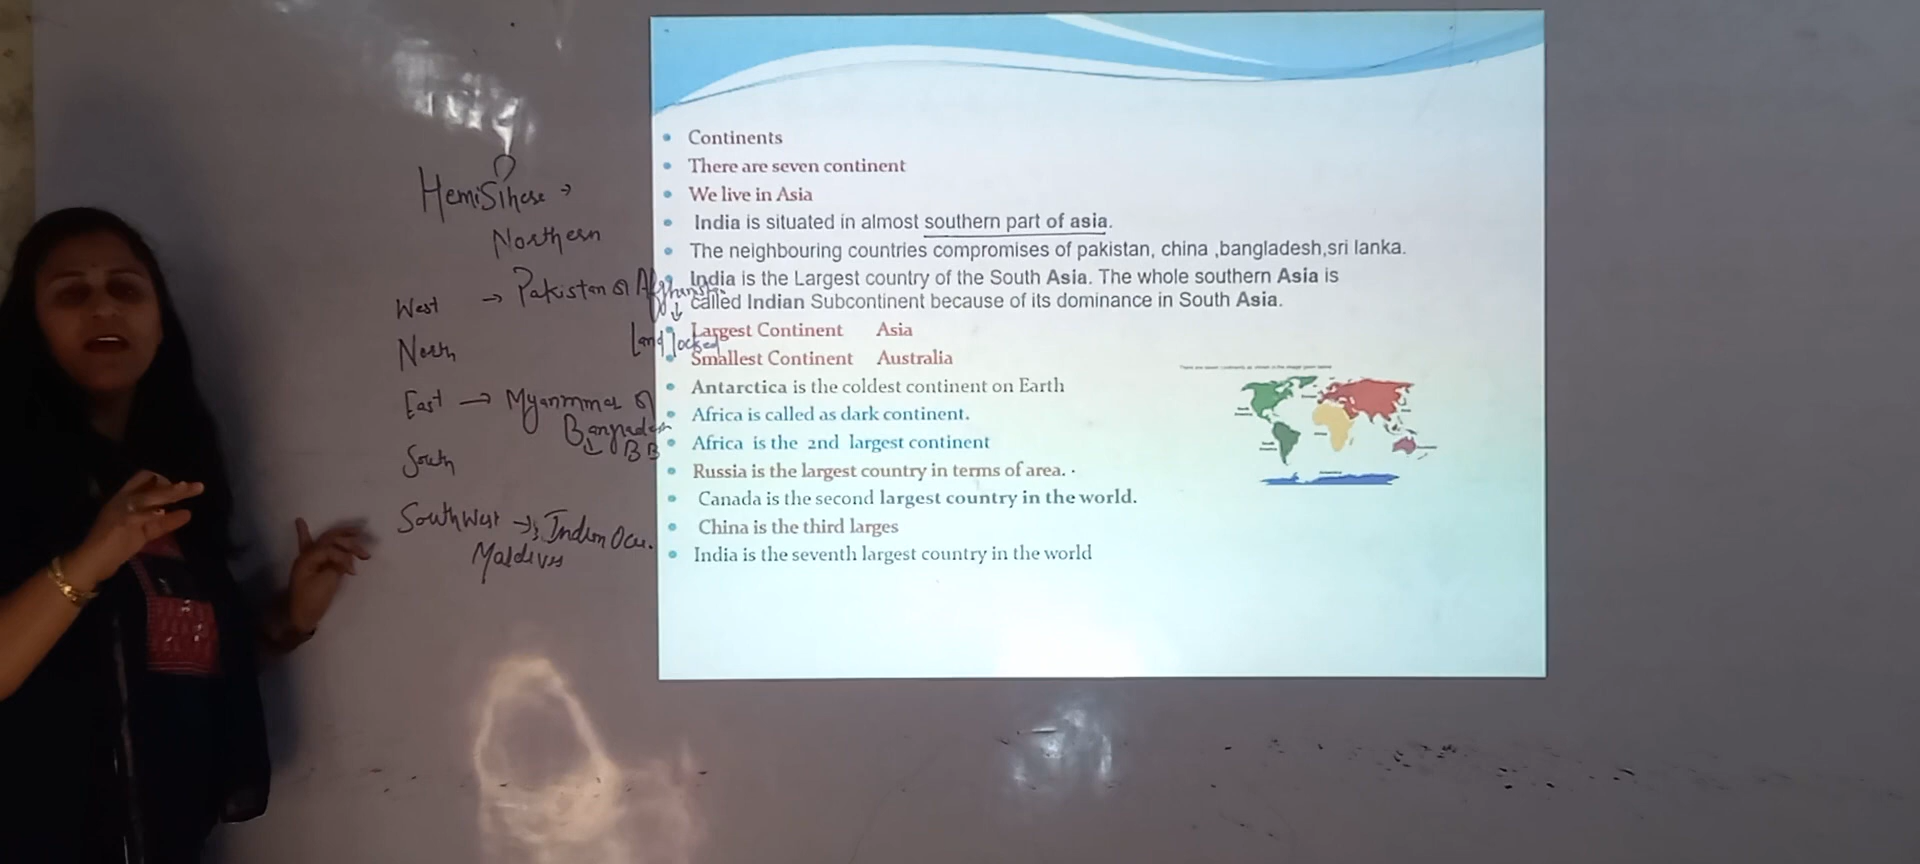 HemiSihese →
Northern
West → Pakistan & Afghanis
Landlocked
North
East → Myanmmar &
Bangladesh
BB
South
SouthWest → Indian Oce.
Maldives
Continents
There are seven continent
We live in Asia
India is situated in almost southern part of asia.
The neighbouring countries compromises of pakistan, china ,bangladesh,sri lanka.
India is the Largest country of the South Asia. The whole southern Asia is
called Indian Subcontinent because of its dominance in South Asia.
Largest Continent Asia
Smallest Continent Australia
Antarctica is the coldest continent on Earth
Africa is called as dark continent.
Africa is the 2nd largest continent
Russia is the largest country in terms of area. .
Canada is the second largest country in the world.
China is the third larges
India is the seventh largest country in the world